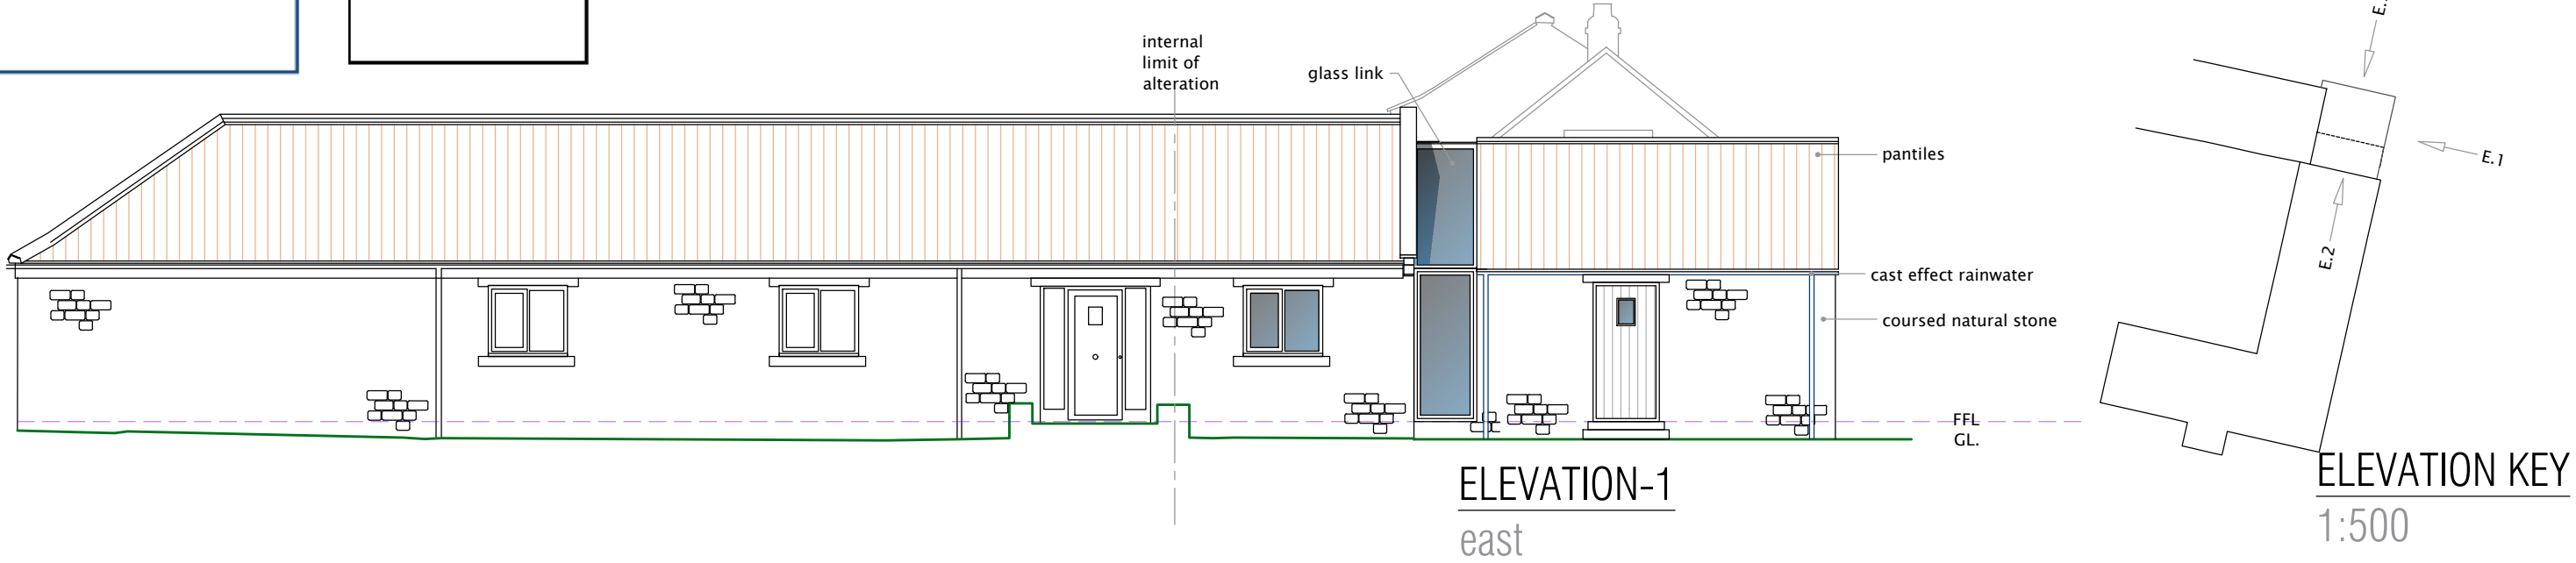 internal
limit of
alteration
glass link
pantiles
cast effect rainwater
coursed natural stone
FFL
GL.
ELEVATION-1
east
E.1
E.2
ELEVATION KEY
1:500